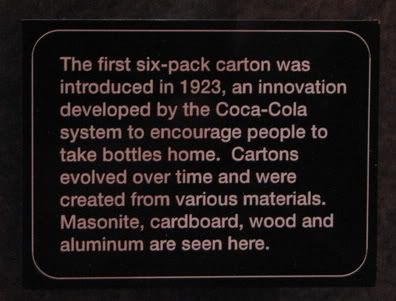 The first six-pack carton was
introduced in 1923, an innovation
developed by the Coca-Cola
system to encourage people to
take bottles home.  Cartons
evolved over time and were
created from various materials.
Masonite, cardboard, wood and
aluminum are seen here.